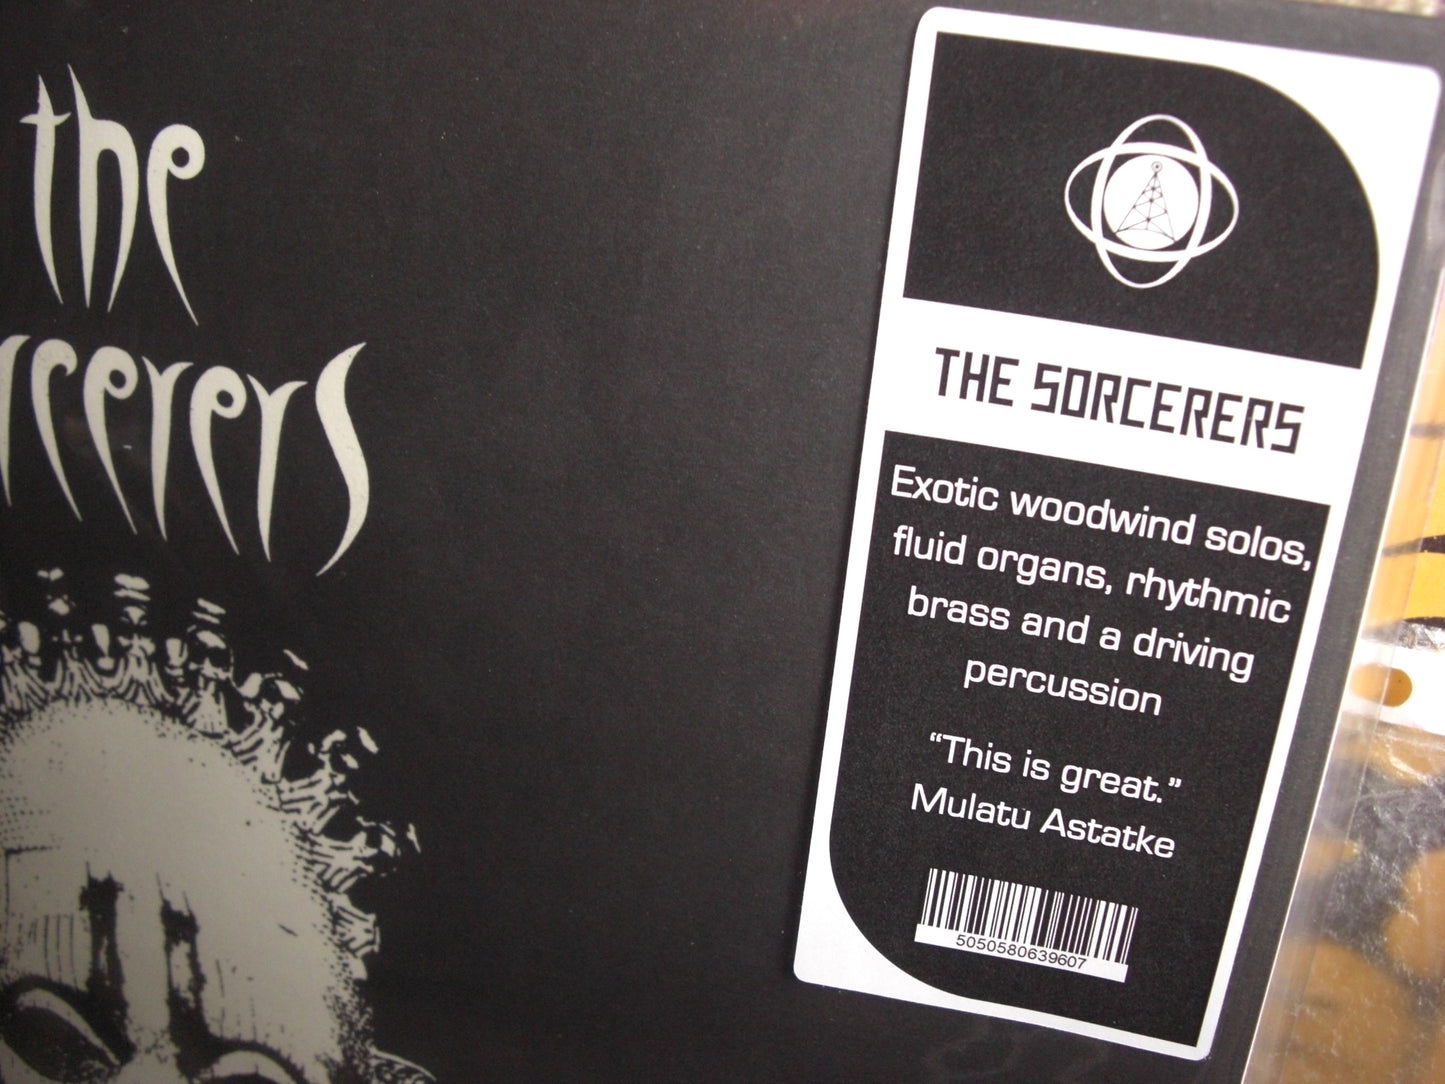 the
rcerers
THE SORCERERS
Exotic woodwind solos,
fluid organs, rhythmic
brass and a driving
percussion
“This is great.”
Mulatu Astatke
5050580639607